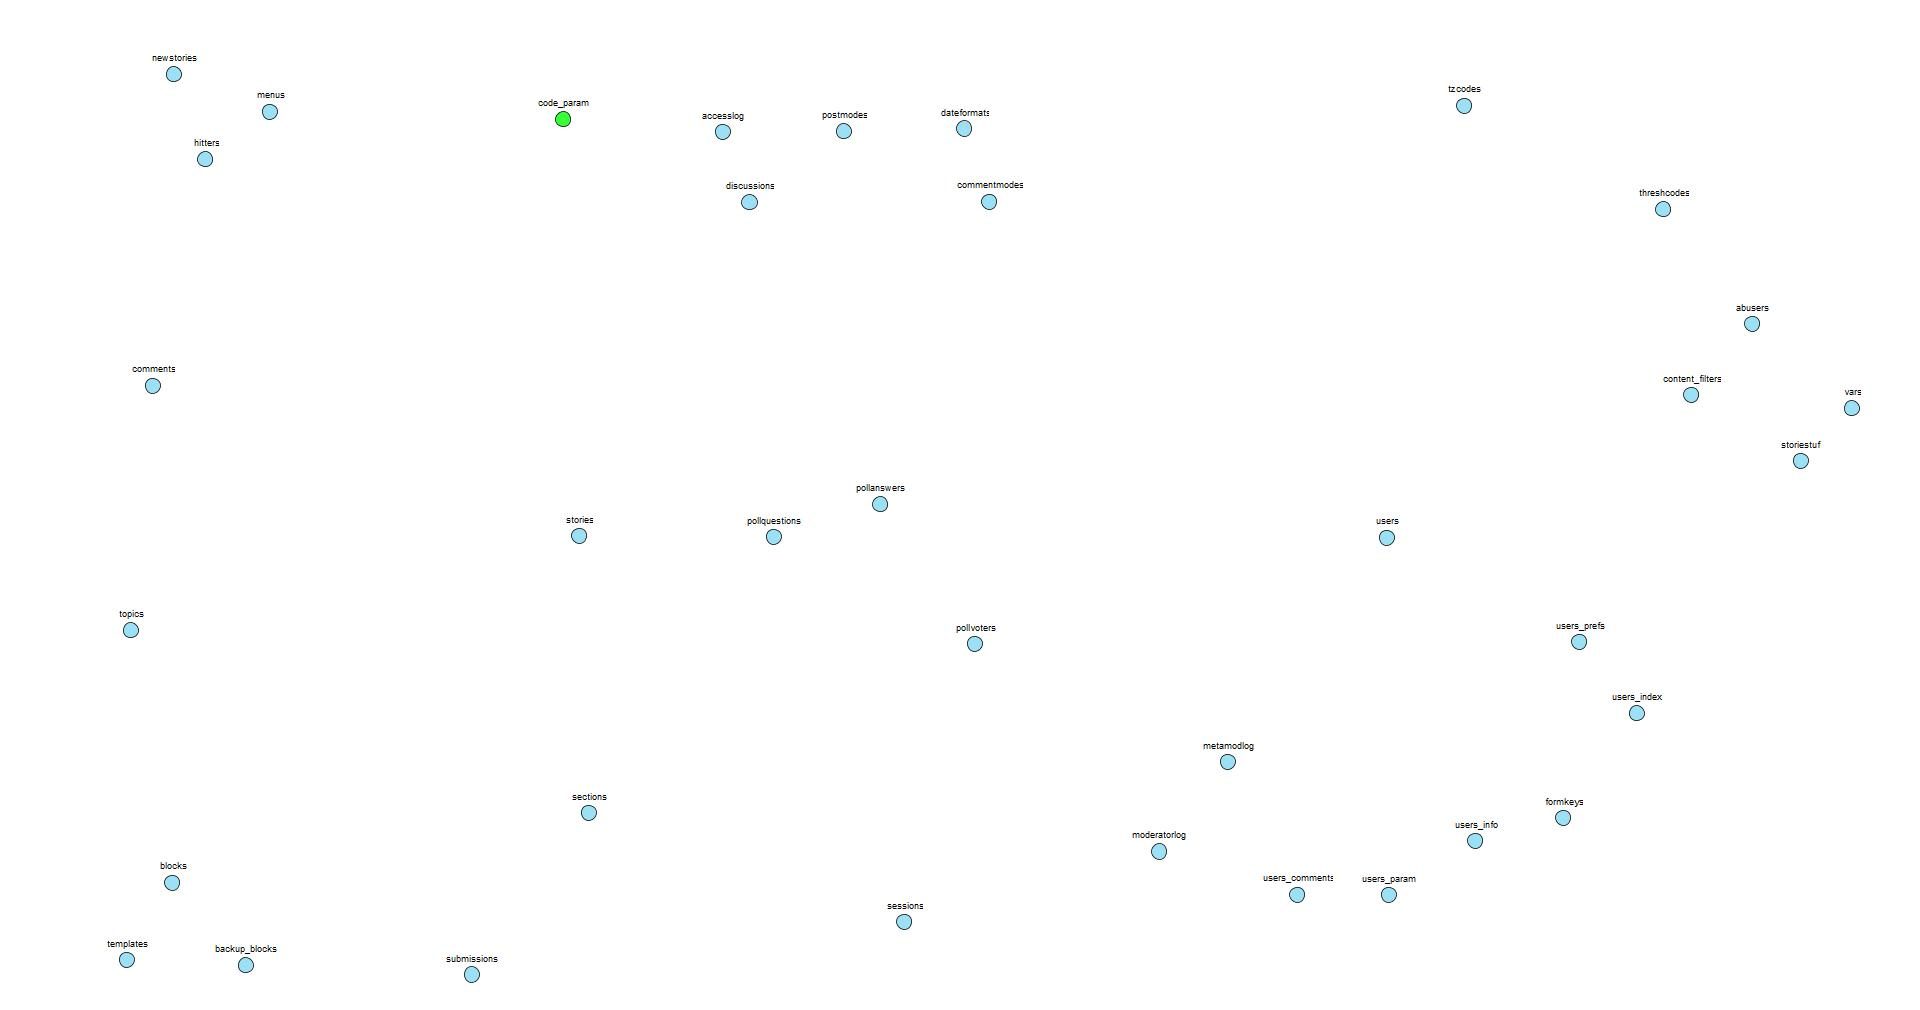 newstories
tzcodes
menus
code_param
dateformats
postmodes
accesslog
hitters
commentmodes
discussions
threshcodes
abusers
comments
content_filters
vars
storiestuf
pollanswers
stories
pollquestions
users
topics
users_prefs
pollvoters
users_index
metamodlog
sections
formkeys
users_info
moderatorlog
blocks
users_comments
users_param
sessions
templates
backup_blocks
submissions